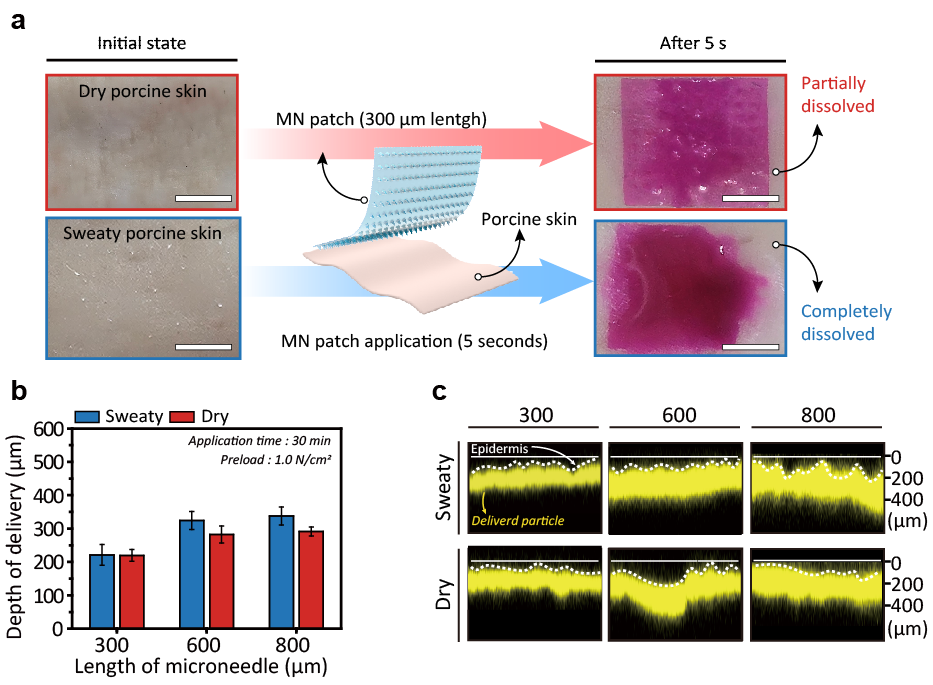 a
Initial state
After 5 s
Dry porcine skin
MN patch (300 μm lentgh)
Partially
dissolved
Sweaty porcine skin
Porcine skin
MN patch application (5 seconds)
Completely
dissolved
b
Sweaty
Dry
Application time : 30 min
Preload : 1.0 N/cm²
Depth of delivery (μm)
600
500
400
300
200
100
0
300
600
800
Length of microneedle (μm)
c
300
600
800
Sweaty
Epidermis
Deliverd particle
0
200
400
(μm)
Dry
0
200
400
(μm)